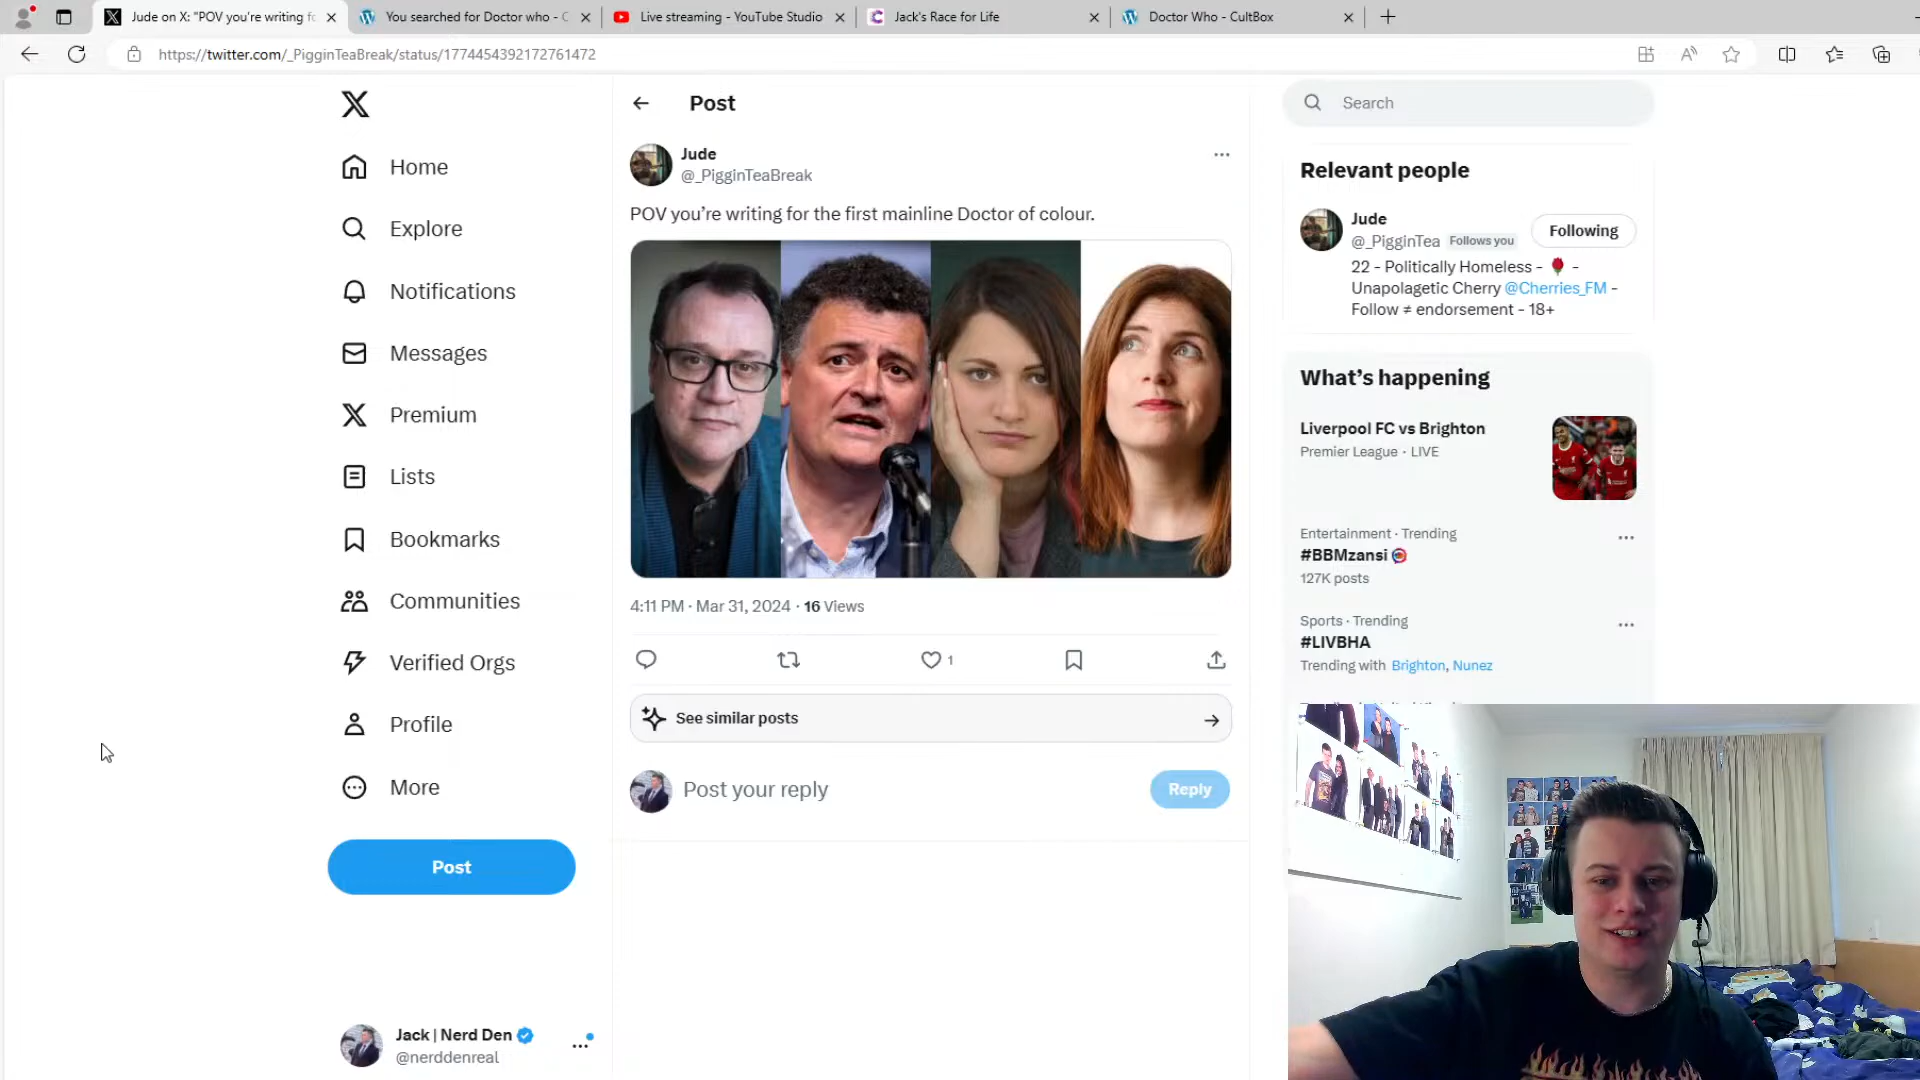 Jude on X: "POV you're writing fo
You searched for Doctor who - C
Live streaming - YouTube Studio
Jack's Race for Life
Doctor Who - CultBox
https://twitter.com/_PigginTeaBreak/status/1774454392172761472
Home
Explore
Notifications
Messages
Premium
Lists
Bookmarks
Communities
Verified Orgs
Profile
More
Post
Jack | Nerd Den
@nerddenreal
Post
Jude
@_PigginTeaBreak
POV you're writing for the first mainline Doctor of colour.
4:11 PM · Mar 31, 2024 · 16 Views
1
See similar posts
Post your reply
Reply
Search
Relevant people
Jude
@_PigginTea Follows you
Following
22 - Politically Homeless - 🌹 -
Unapologetic Cherry @Cherries_FM -
Follow ≠ endorsement - 18+
What's happening
Liverpool FC vs Brighton
Premier League · LIVE
Entertainment · Trending
#BBMzansi
127K posts
Sports · Trending
#LIVBHA
Trending with Brighton, Nunez